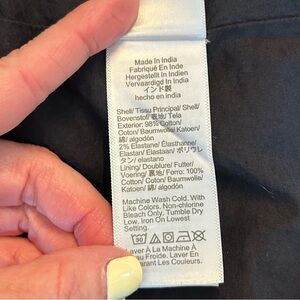 Made In India
Fabriqué En Inde
Hergestellt In Indien
Vervaardigd In Indien
インド製
hecho en india
Shell/ Tissu Principal/ Shell/
Bovenstof/ 表地/ Tela
Exterior: 98% Cotton/
Coton/ Baumwolle/ Katoen/
綿/ algodón
2% Elastane/ Élasthanne/
Elastan/ Elastaan/ ポリウレ
タン/ elastano
Lining/ Doublure/ Futter/
Voering/ 裏地/ Forro: 100%
Cotton/ Coton/ Baumwolle/ Katoen/
綿/ algodón
Machine Wash Cold. With
Like Colors. Non-chlorine
Bleach Only. Tumble Dry
Low. Iron On Lowest
Setting.
30
Laver À La Machine À
Eau Froide. Laver En
Séparant Les Couleurs.